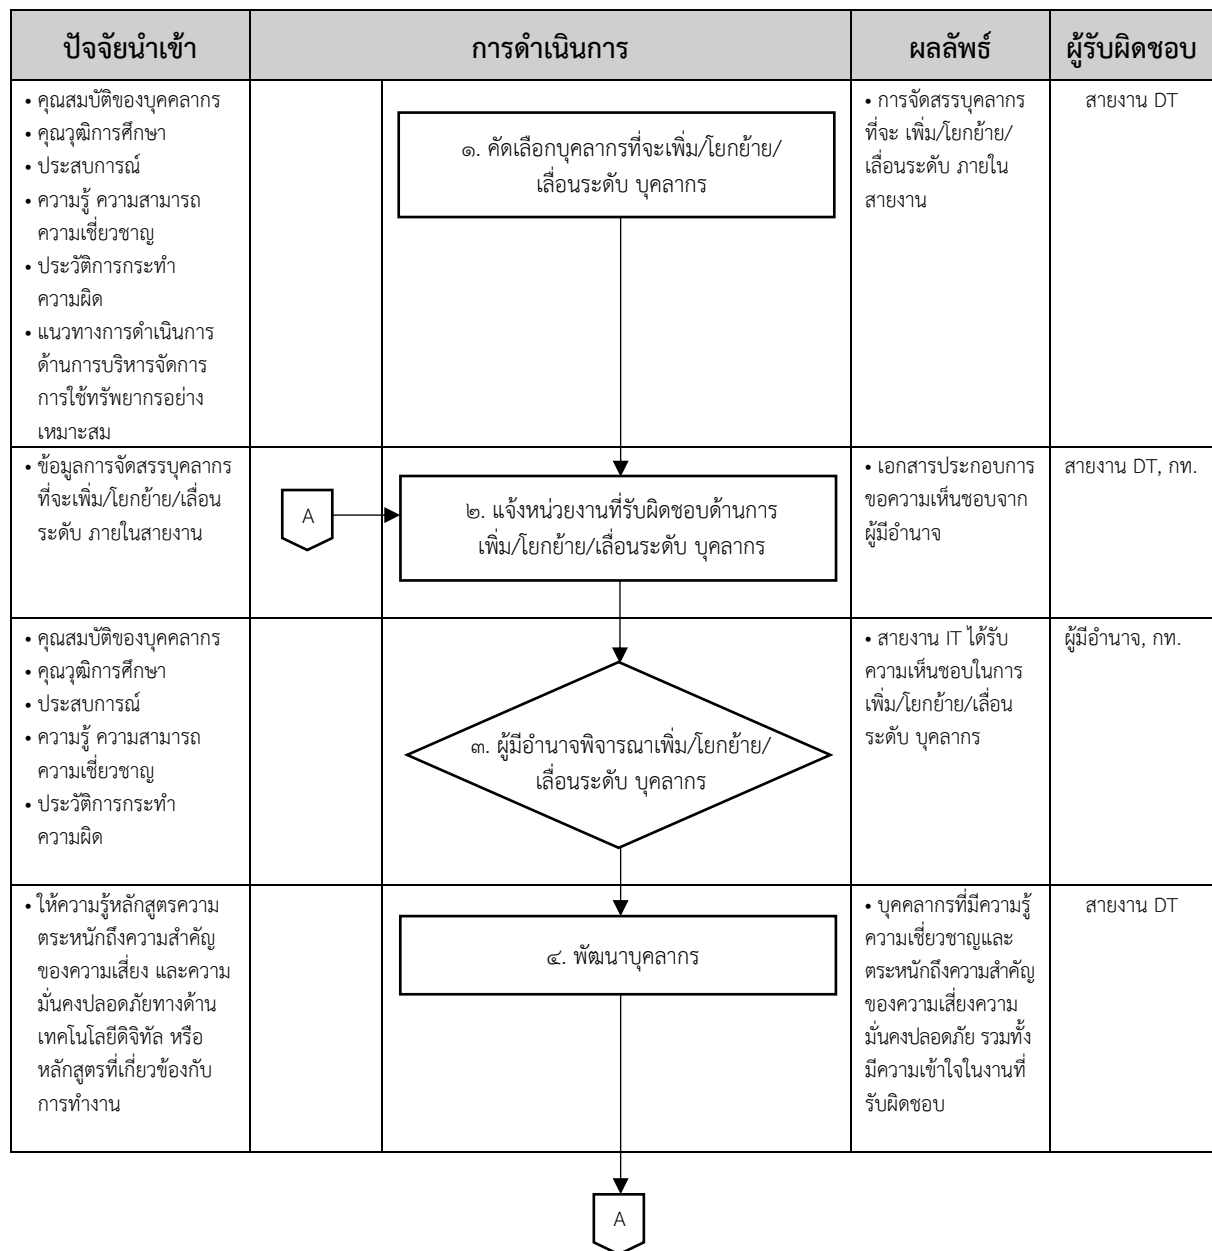 ปัจจัยนำเข้า
การดำเนินการ
ผลลัพธ์
ผู้รับผิดชอบ
• คุณสมบัติของบุคคลากร
• คุณวุฒิการศึกษา
• ประสบการณ์
• ความรู้ ความสามารถ
ความเชี่ยวชาญ
• ประวัติการกระทำ
ความผิด
• แนวทางการดำเนินการ
ด้านการบริหารจัดการ
การใช้ทรัพยากรอย่าง
เหมาะสม
๑. คัดเลือกบุคลากรที่จะเพิ่ม/โยกย้าย/
เลื่อนระดับ บุคลากร
• การจัดสรรบุคลากร
ที่จะ เพิ่ม/โยกย้าย/
เลื่อนระดับ ภายใน
สายงาน
สายงาน DT
• ข้อมูลการจัดสรรบุคลากร
ที่จะเพิ่ม/โยกย้าย/เลื่อน
ระดับ ภายในสายงาน
A
๒. แจ้งหน่วยงานที่รับผิดชอบด้านการ
เพิ่ม/โยกย้าย/เลื่อนระดับ บุคลากร
• เอกสารประกอบการ
ขอความเห็นชอบจาก
ผู้มีอำนาจ
สายงาน DT, กท.
• คุณสมบัติของบุคคลากร
• คุณวุฒิการศึกษา
• ประสบการณ์
• ความรู้ ความสามารถ
ความเชี่ยวชาญ
• ประวัติการกระทำ
ความผิด
๓. ผู้มีอำนาจพิจารณาเพิ่ม/โยกย้าย/
เลื่อนระดับ บุคลากร
• สายงาน IT ได้รับ
ความเห็นชอบในการ
เพิ่ม/โยกย้าย/เลื่อน
ระดับ บุคลากร
ผู้มีอำนาจ, กท.
• ให้ความรู้หลักสูตรความ
ตระหนักถึงความสำคัญ
ของความเสี่ยง และความ
มั่นคงปลอดภัยทางด้าน
เทคโนโลยีดิจิทัล หรือ
หลักสูตรที่เกี่ยวข้องกับ
การทำงาน
๔. พัฒนาบุคลากร
• บุคคลากรที่มีความรู้
ความเชี่ยวชาญและ
ตระหนักถึงความสำคัญ
ของความเสี่ยงความ
มั่นคงปลอดภัย รวมทั้ง
มีความเข้าใจในงานที่
รับผิดชอบ
สายงาน DT
A